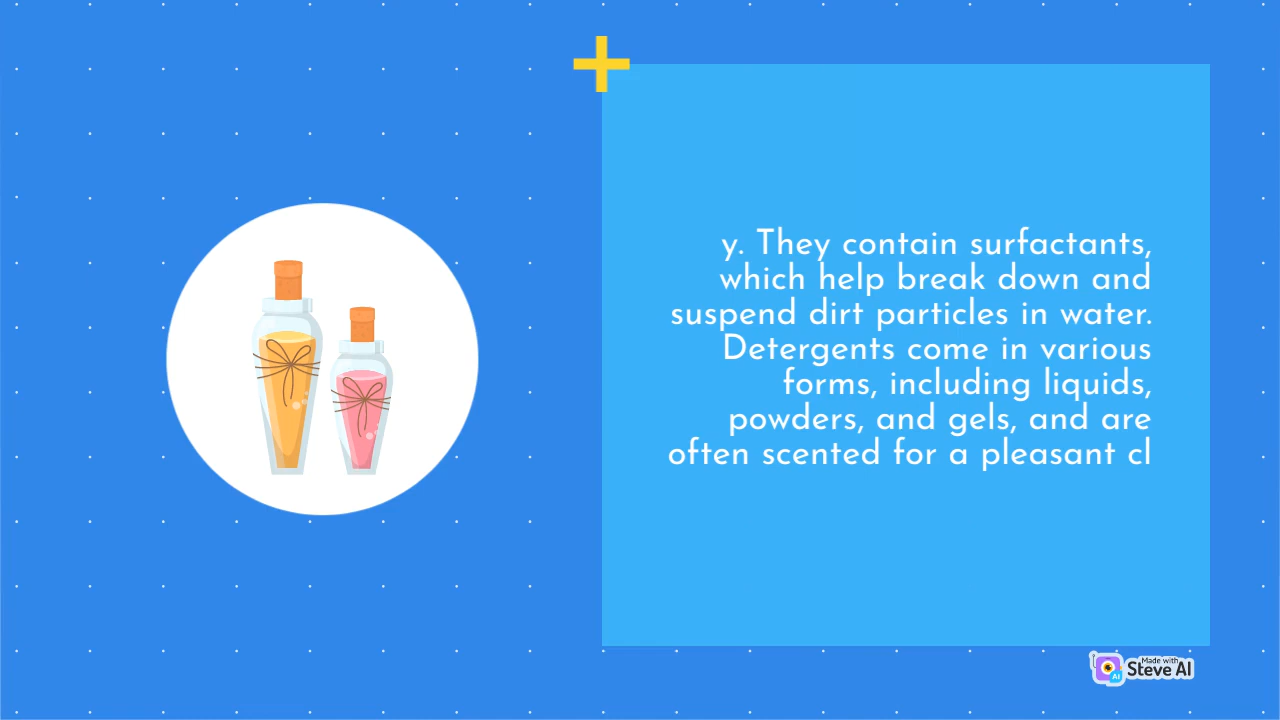 y. They contain surfactants,
which help break down and
suspend dirt particles in water.
Detergents come in various
forms, including liquids,
powders, and gels, and are
often scented for a pleasant cl
Made with
Steve AI
AI